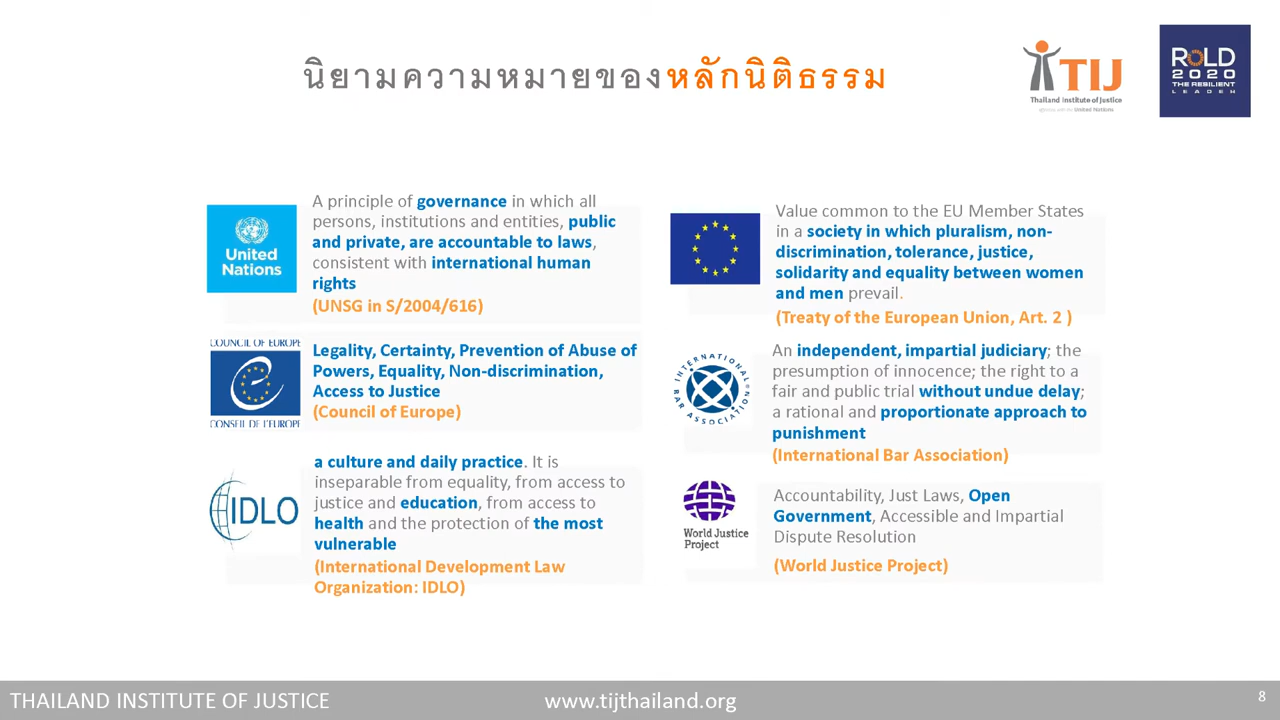 นิยามความหมายของหลักนิติธรรม
TIJ
Thailand Institute of Justice
RoLD
2020
THE RESILIENT
LEADER
United
Nations
A principle of governance in which all
persons, institutions and entities, public
and private, are accountable to laws,
consistent with international human
rights
(UNSG in S/2004/616)
Value common to the EU Member States
in a society in which pluralism, non-
discrimination, tolerance, justice,
solidarity and equality between women
and men prevail.
(Treaty of the European Union, Art. 2 )
COUNCIL OF EUROPE
CONSEIL DE L'EUROPE
Legality, Certainty, Prevention of Abuse of
Powers, Equality, Non-discrimination,
Access to Justice
(Council of Europe)
INTERNATIONAL
BAR ASSOCIATION
An independent, impartial judiciary; the
presumption of innocence; the right to a
fair and public trial without undue delay;
a rational and proportionate approach to
punishment
(International Bar Association)
IDLO
a culture and daily practice. It is
inseparable from equality, from access to
justice and education, from access to
health and the protection of the most
vulnerable
(International Development Law
Organization: IDLO)
World Justice
Project
Accountability, Just Laws, Open
Government, Accessible and Impartial
Dispute Resolution
(World Justice Project)
THAILAND INSTITUTE OF JUSTICE
www.tijthailand.org
8